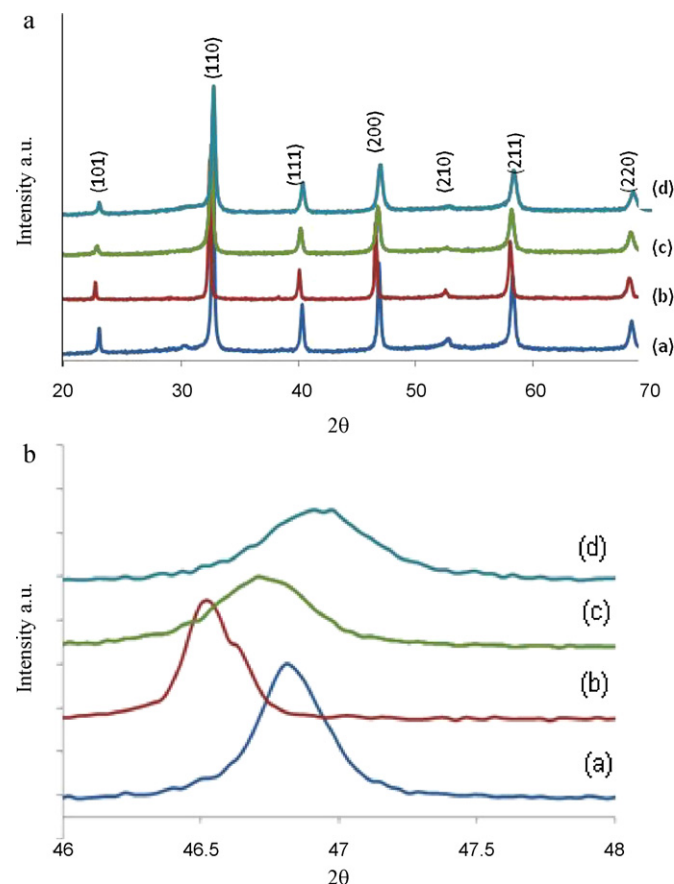 a
Intensity a.u.
(101)
(110)
(111)
(200)
(210)
(211)
(220)
(d)
(c)
(b)
(a)
20 30 40 50 60 70
2θ
b
Intensity a.u.
(d)
(c)
(b)
(a)
46 46.5 47 47.5 48
2θ